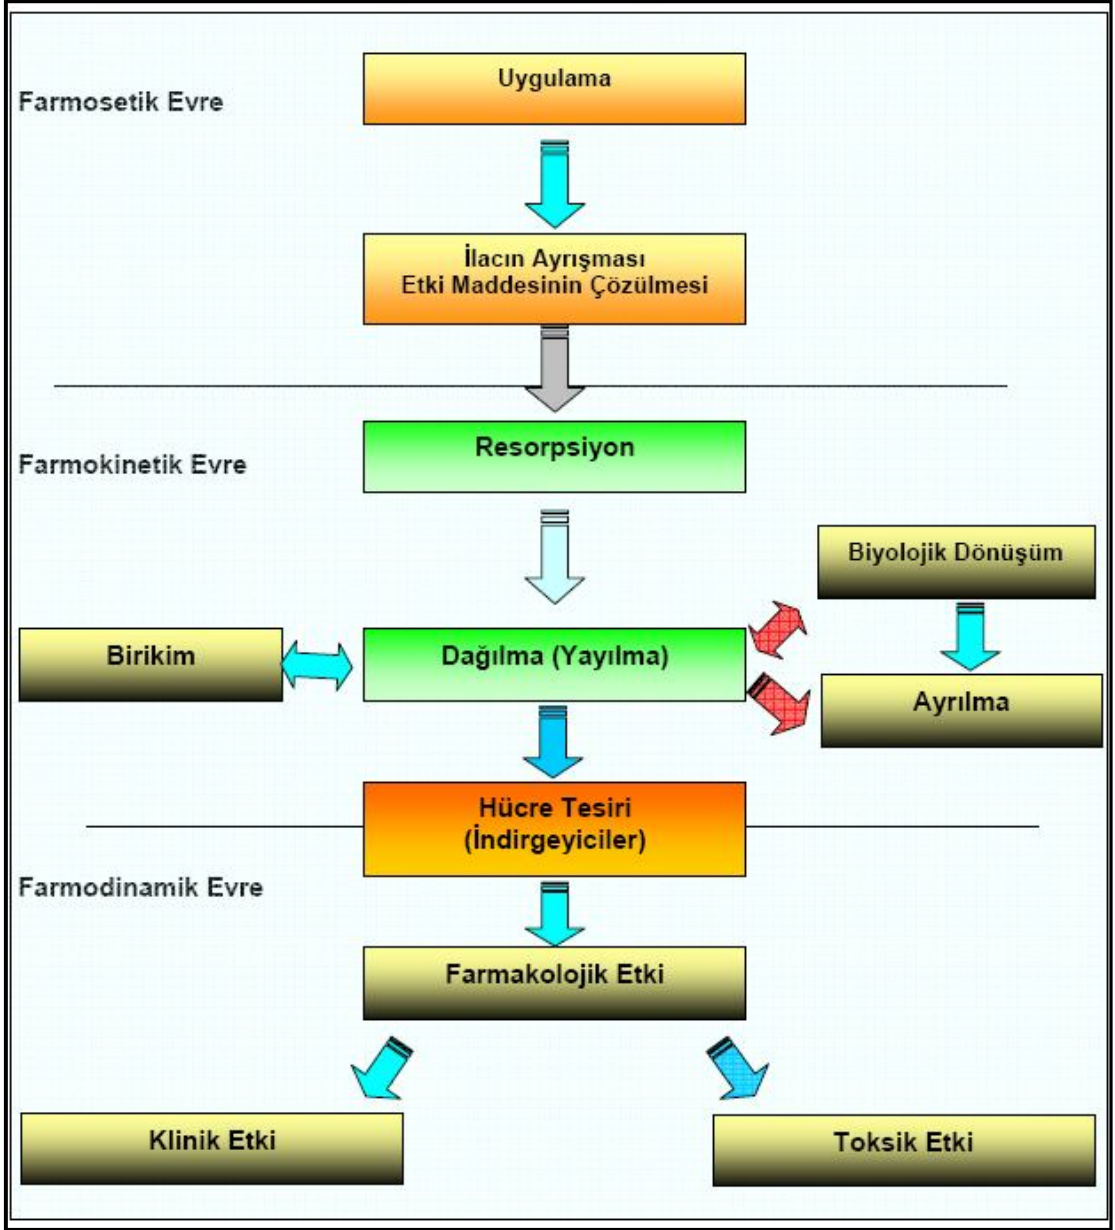 Uygulama
Farmosetik Evre
İlacın Ayrışması
Etki Maddesinin Çözülmesi
Resorpsiyon
Farmokinetik Evre
Biyolojik Dönüşüm
Birikim
Dağılma (Yayılma)
Ayrılma
Hücre Tesiri
(İndirgeyiciler)
Farmodinamik Evre
Farmakolojik Etki
Klinik Etki
Toksik Etki